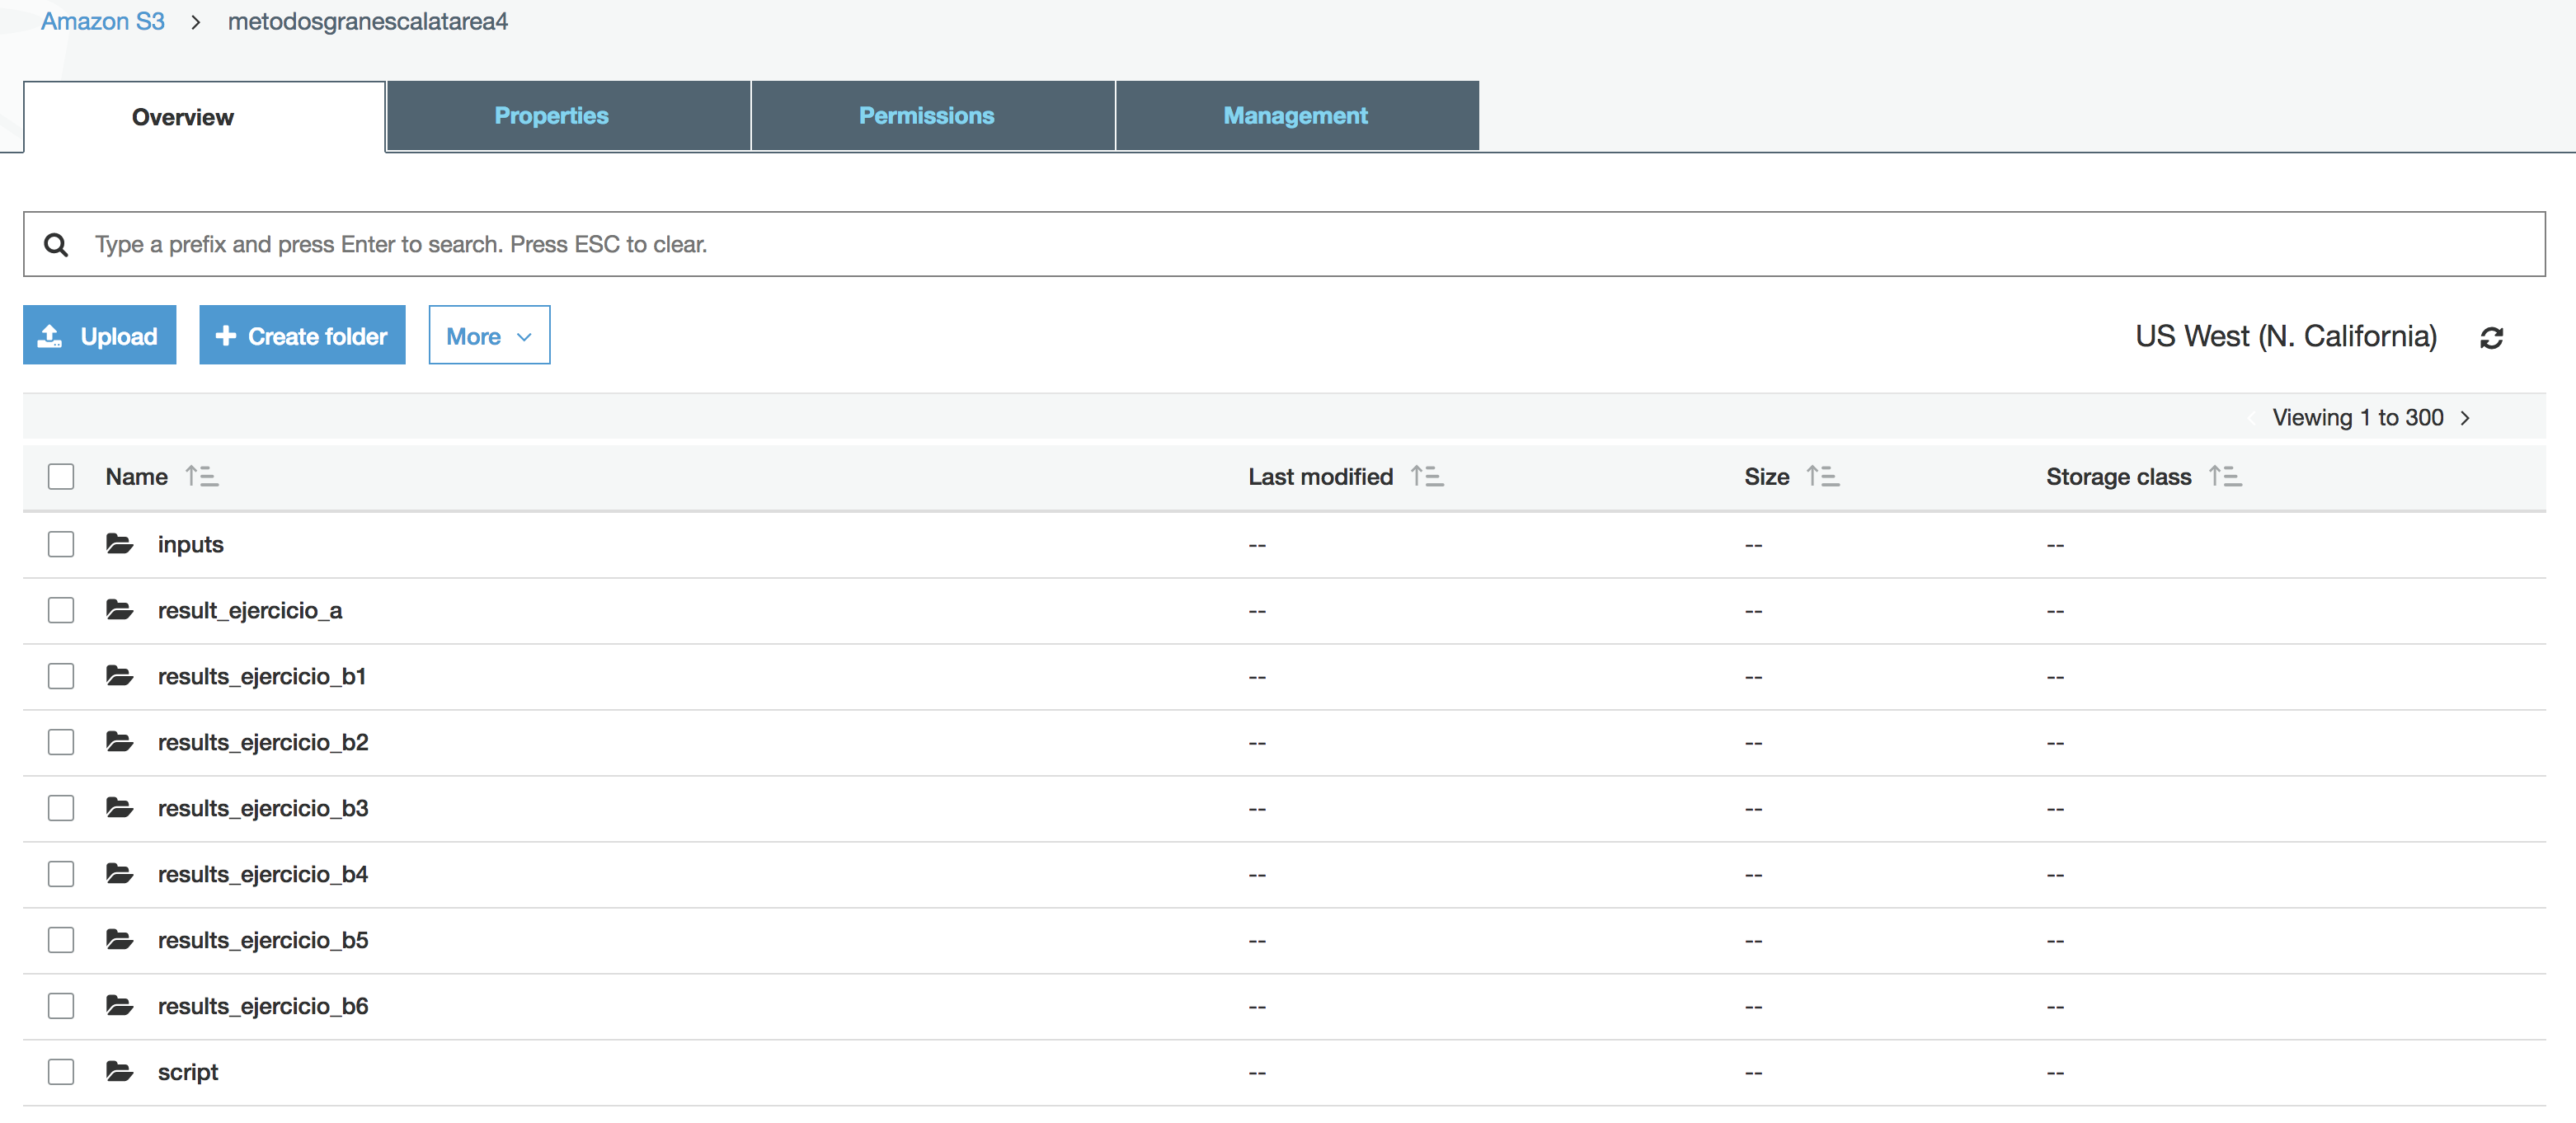 Amazon S3 > metodosgranescalatarea4
Overview Properties Permissions Management
Type a prefix and press Enter to search. Press ESC to clear.
Upload + Create folder More US West (N. California)
Viewing 1 to 300
Name Last modified Size Storage class
inputs -- -- --
result_ejercicio_a -- -- --
results_ejercicio_b1 -- -- --
results_ejercicio_b2 -- -- --
results_ejercicio_b3 -- -- --
results_ejercicio_b4 -- -- --
results_ejercicio_b5 -- -- --
results_ejercicio_b6 -- -- --
script -- -- --